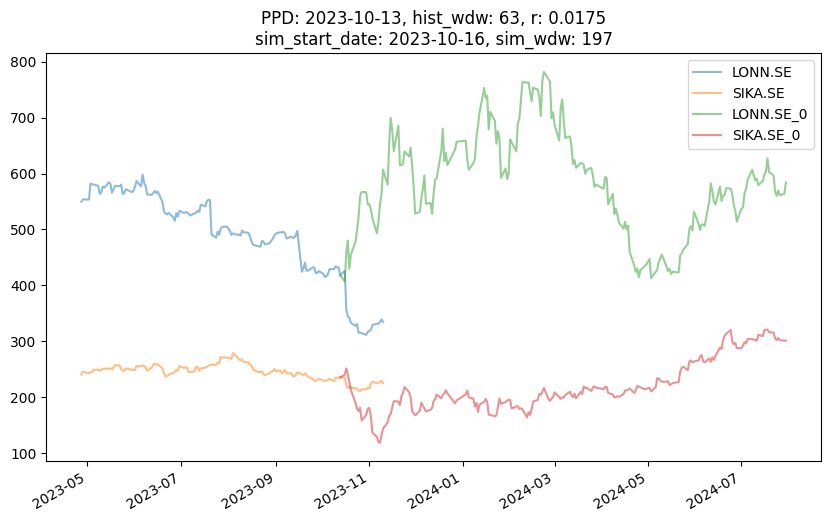 PPD: 2023-10-13, hist_wdw: 63, r: 0.0175
sim_start_date: 2023-10-16, sim_wdw: 197
LONN.SE
SIKA.SE
LONN.SE_0
SIKA.SE_0
800
700
600
500
400
300
200
100
2023-05
2023-07
2023-09
2023-11
2024-01
2024-03
2024-05
2024-07